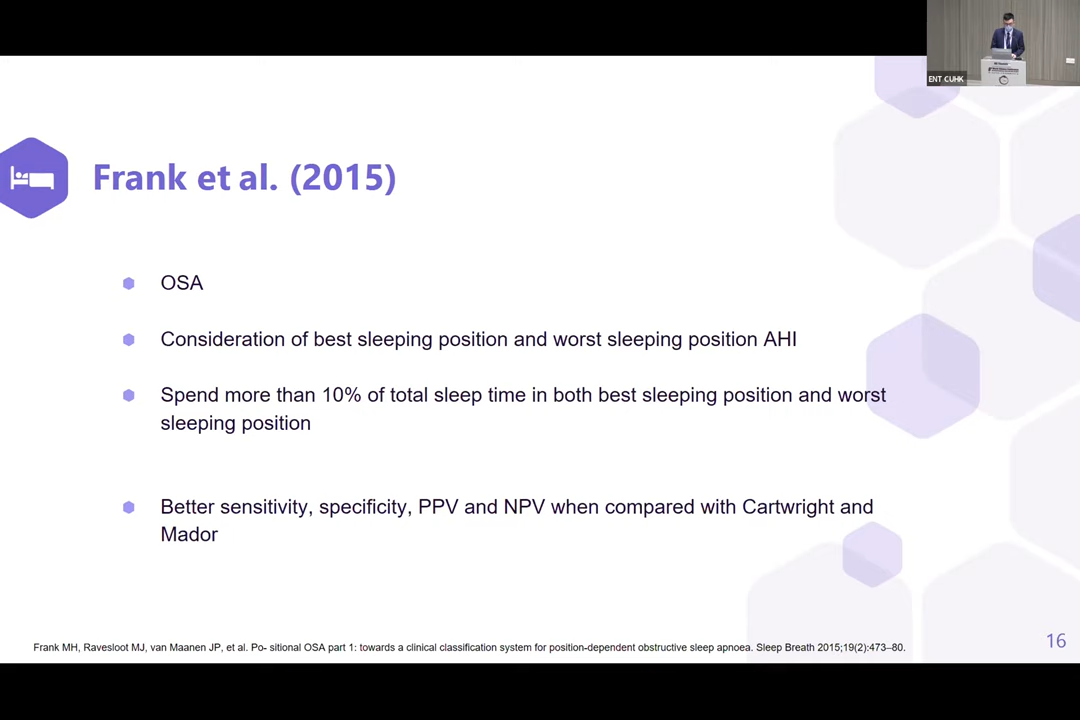 ENT CUHK
Frank et al. (2015)
OSA
Consideration of best sleeping position and worst sleeping position AHI
Spend more than 10% of total sleep time in both best sleeping position and worst
sleeping position
Better sensitivity, specificity, PPV and NPV when compared with Cartwright and
Mador
Frank MH, Ravesloot MJ, van Maanen JP, et al. Po- sitional OSA part 1: towards a clinical classification system for position-dependent obstructive sleep apnoea. Sleep Breath 2015;19(2):473–80.
16